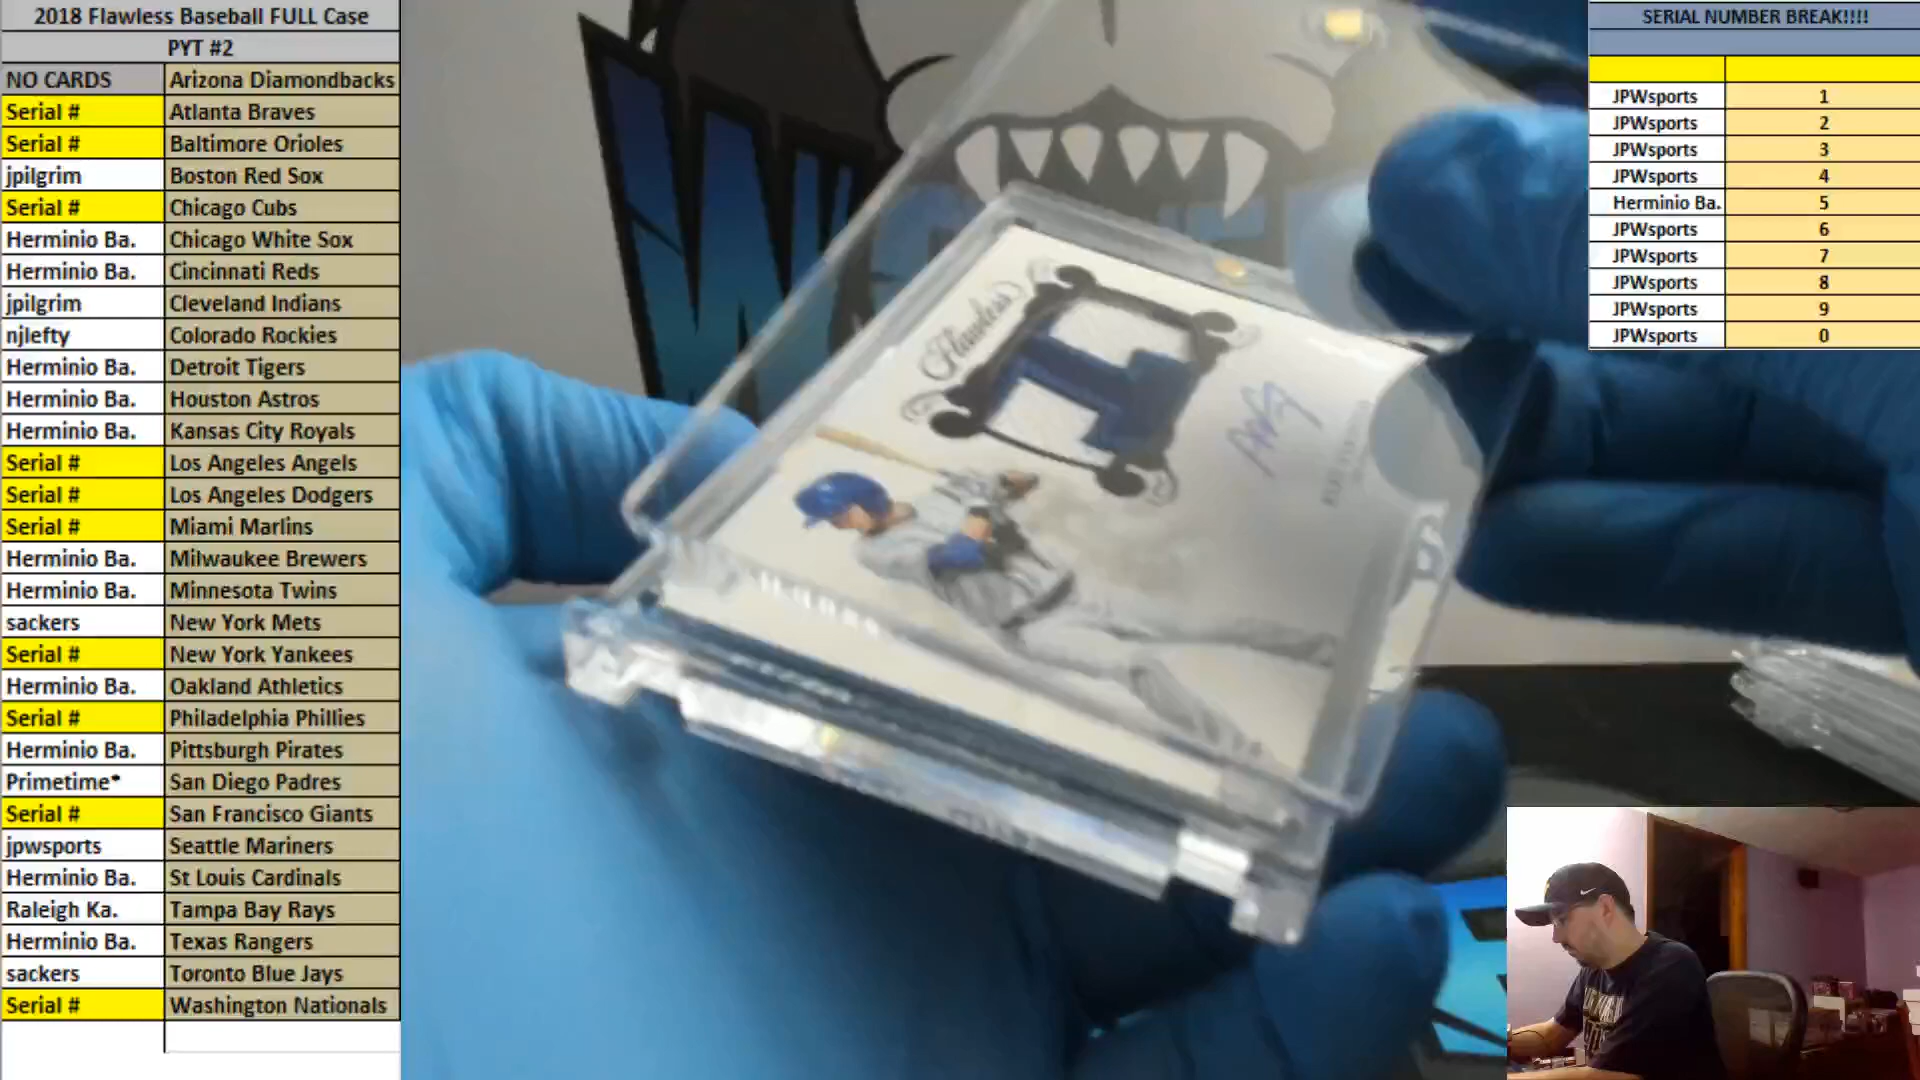 2018 Flawless Baseball FULL Case
PYT #2
NO CARDS Arizona Diamondbacks
Serial # Atlanta Braves
Serial # Baltimore Orioles
jpilgrim Boston Red Sox
Serial # Chicago Cubs
Herminio Ba. Chicago White Sox
Herminio Ba. Cincinnati Reds
jpilgrim Cleveland Indians
njlefty Colorado Rockies
Herminio Ba. Detroit Tigers
Herminio Ba. Houston Astros
Herminio Ba. Kansas City Royals
Serial # Los Angeles Angels
Serial # Los Angeles Dodgers
Serial # Miami Marlins
Herminio Ba. Milwaukee Brewers
Herminio Ba. Minnesota Twins
sackers New York Mets
Serial # New York Yankees
Herminio Ba. Oakland Athletics
Serial # Philadelphia Phillies
Herminio Ba. Pittsburgh Pirates
Primetime* San Diego Padres
Serial # San Francisco Giants
jpwsports Seattle Mariners
Herminio Ba. St Louis Cardinals
Raleigh Ka. Tampa Bay Rays
Herminio Ba. Texas Rangers
sackers Toronto Blue Jays
Serial # Washington Nationals
Flawless
SERIAL NUMBER BREAK!!!!
JPWsports 1
JPWsports 2
JPWsports 3
JPWsports 4
Herminio Ba. 5
JPWsports 6
JPWsports 7
JPWsports 8
JPWsports 9
JPWsports 0